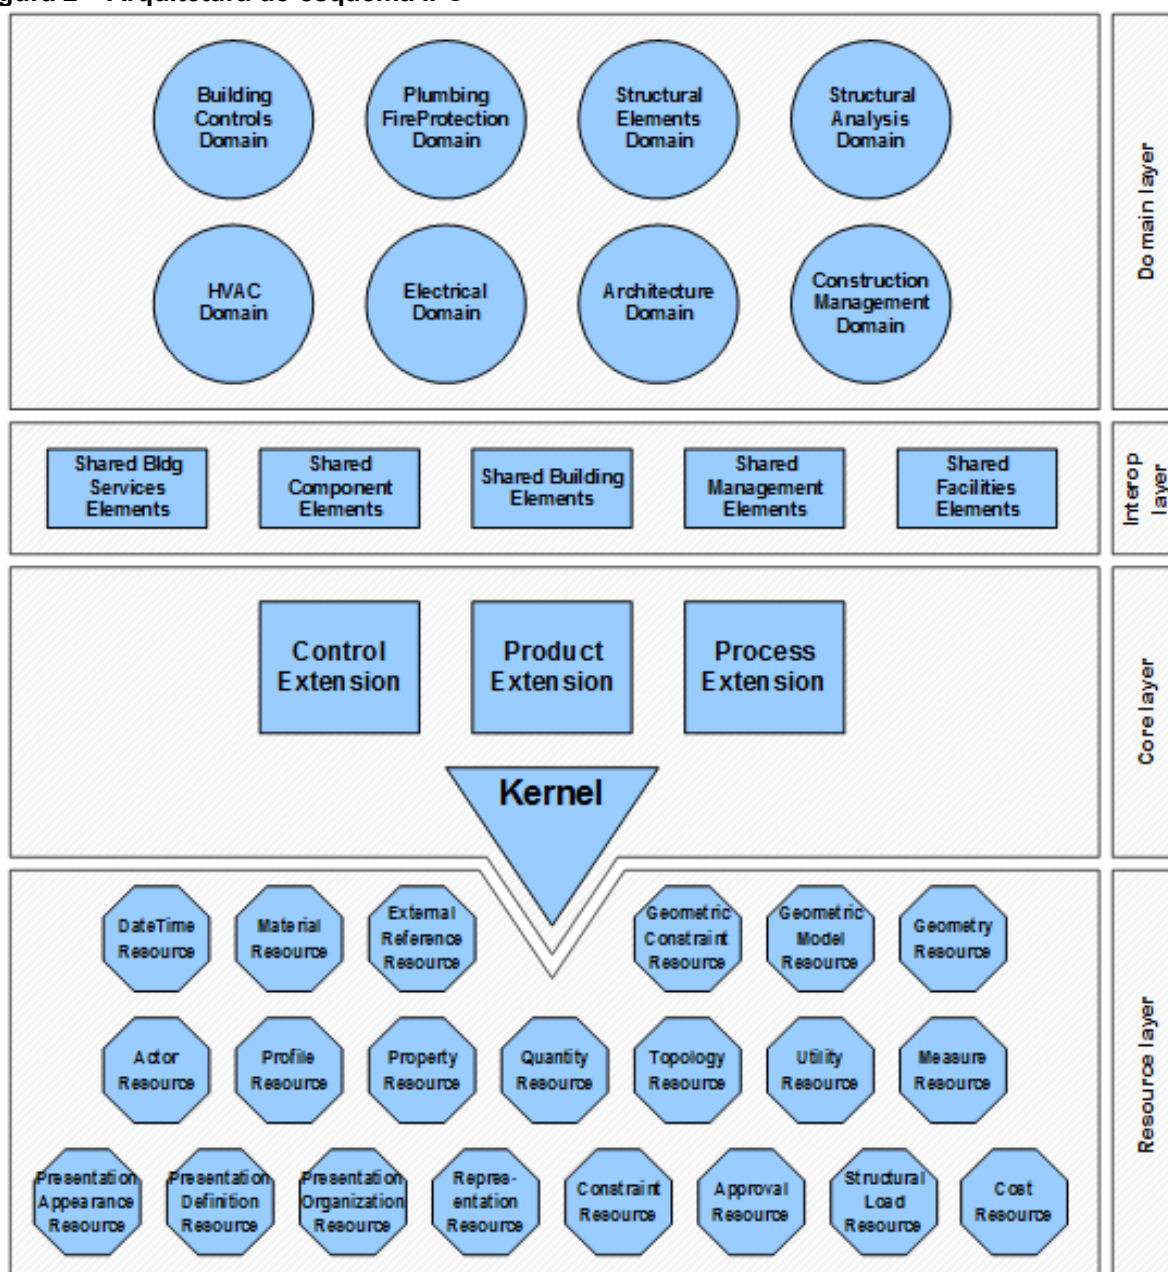 Building
Controls
Domain
Plumbing
FireProtection
Domain
Structural
Elements
Domain
Structural
Analysis
Domain
HVAC
Domain
Electrical
Domain
Architecture
Domain
Construction
Management
Domain
Domain layer
Shared Bldg
Services
Elements
Shared
Component
Elements
Shared Building
Elements
Shared
Management
Elements
Shared
Facilities
Elements
Interop
layer
Control
Extension
Product
Extension
Process
Extension
Kernel
Core layer
DateTime
Resource
Material
Resource
External
Reference
Resource
Geometric
Constraint
Resource
Geometric
Model
Resource
Geometry
Resource
Actor
Resource
Profile
Resource
Property
Resource
Quantity
Resource
Topology
Resource
Utility
Resource
Measure
Resource
Presentation
Appearance
Resource
Presentation
Definition
Resource
Presentation
Organization
Resource
Repres-
entation
Resource
Constraint
Resource
Approval
Resource
Structural
Load
Resource
Cost
Resource
Resource layer